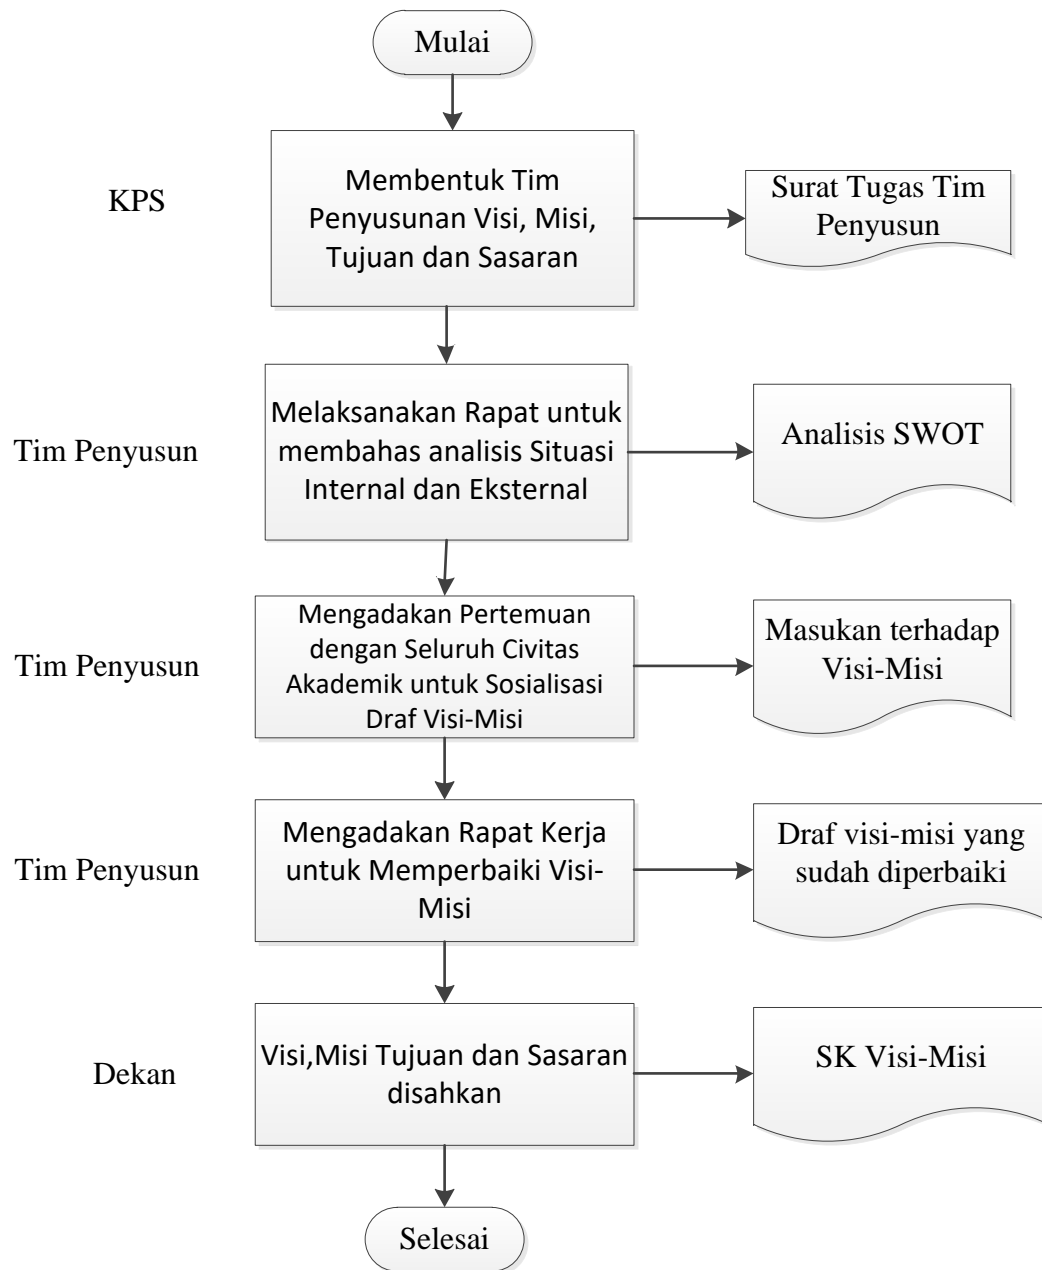 Mulai
KPS
Membentuk Tim
Penyusunan Visi, Misi,
Tujuan dan Sasaran
Surat Tugas Tim
Penyusun
Tim Penyusun
Melaksanakan Rapat untuk
membahas analisis Situasi
Internal dan Eksternal
Analisis SWOT
Tim Penyusun
Mengadakan Pertemuan
dengan Seluruh Civitas
Akademik untuk Sosialisasi
Draf Visi-Misi
Masukan terhadap
Visi-Misi
Tim Penyusun
Mengadakan Rapat Kerja
untuk Memperbaiki Visi-
Misi
Draf visi-misi yang
sudah diperbaiki
Dekan
Visi,Misi Tujuan dan Sasaran
disahkan
SK Visi-Misi
Selesai